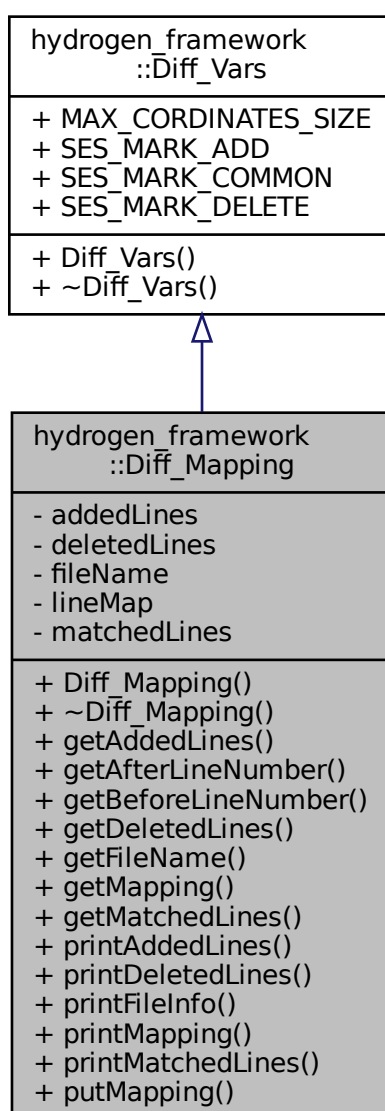 hydrogen_framework
::Diff_Vars
+ MAX_CORDINATES_SIZE
+ SES_MARK_ADD
+ SES_MARK_COMMON
+ SES_MARK_DELETE
+ Diff_Vars()
+ ~Diff_Vars()
hydrogen_framework
::Diff_Mapping
- addedLines
- deletedLines
- fileName
- lineMap
- matchedLines
+ Diff_Mapping()
+ ~Diff_Mapping()
+ getAddedLines()
+ getAfterLineNumber()
+ getBeforeLineNumber()
+ getDeletedLines()
+ getFileName()
+ getMapping()
+ getMatchedLines()
+ printAddedLines()
+ printDeletedLines()
+ printFileInfo()
+ printMapping()
+ printMatchedLines()
+ putMapping()